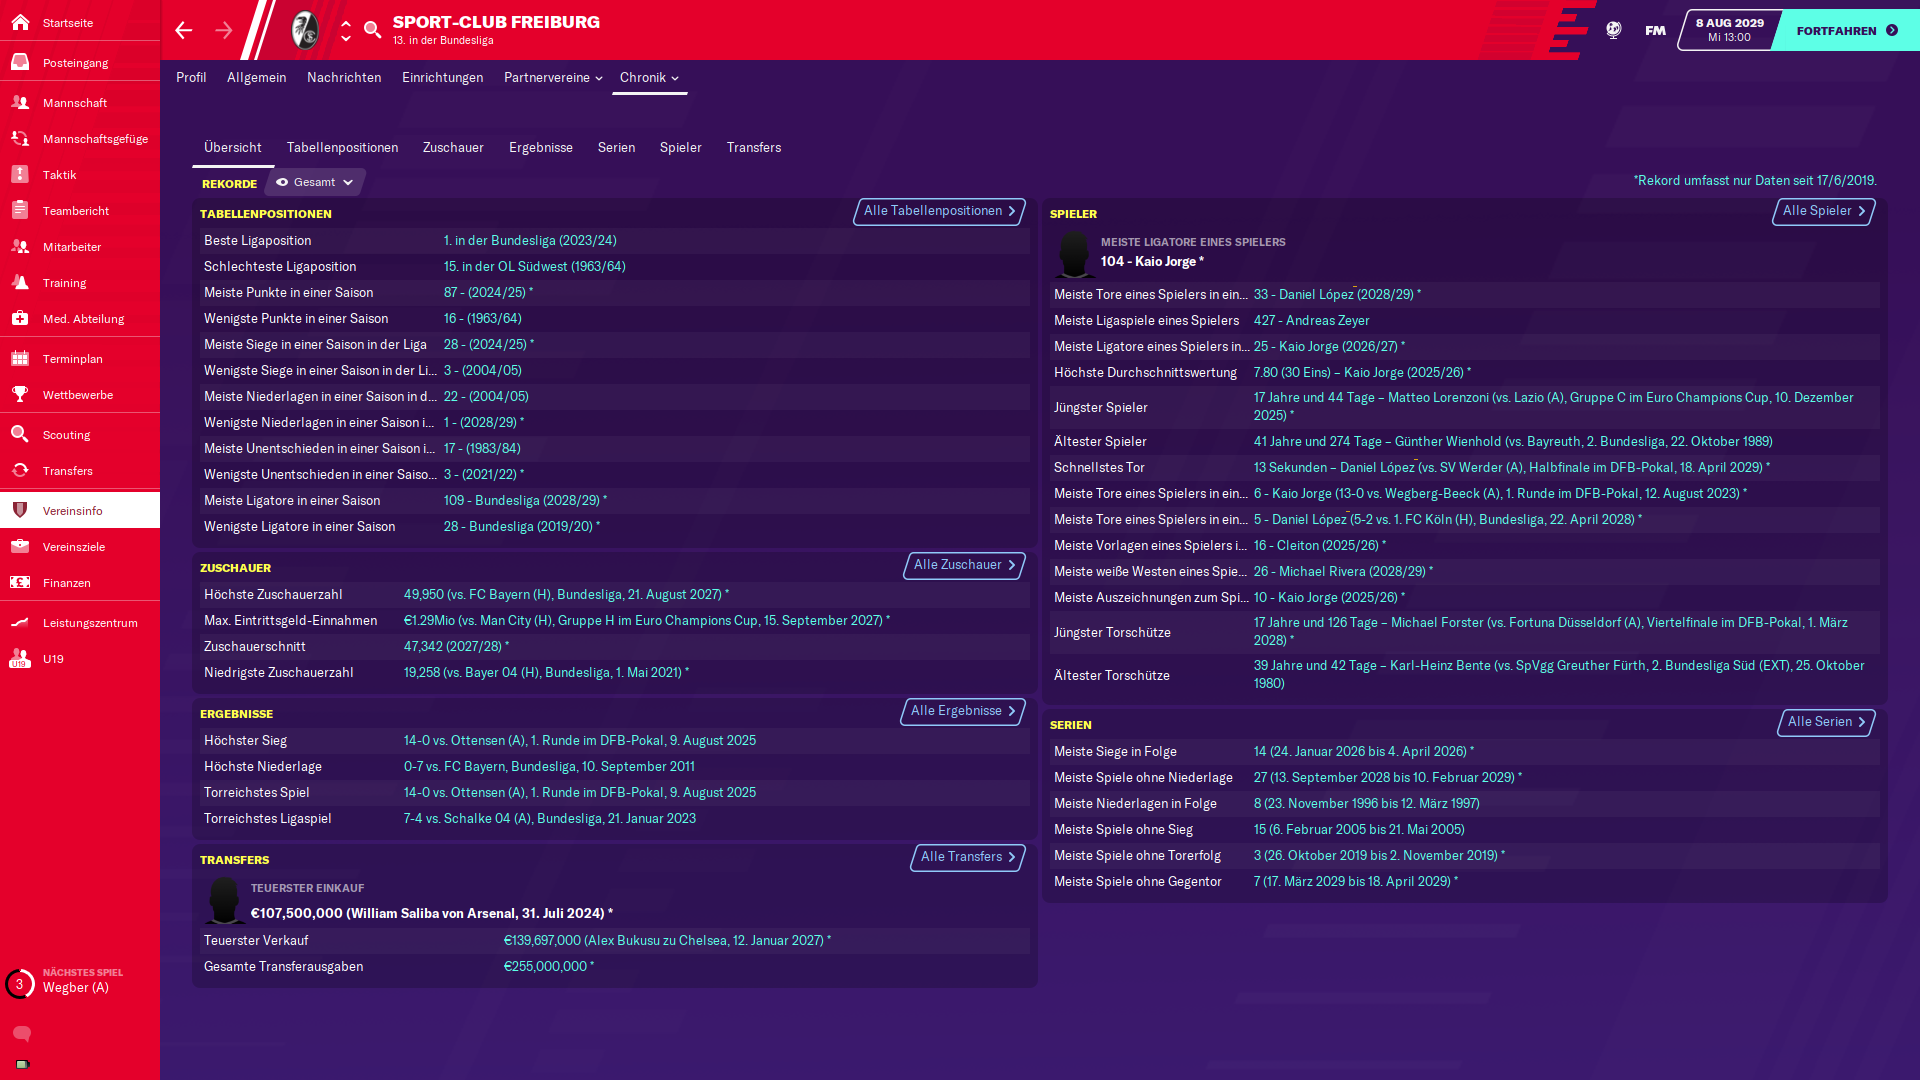 Startseite
Posteingang
Mannschaft
Mannschaftsgefüge
Taktik
Teambericht
Mitarbeiter
Training
Med. Abteilung
Terminplan
Wettbewerbe
Scouting
Transfers
Vereinsinfo
Vereinsziele
Finanzen
Leistungszentrum
U19
U19
3
NÄCHSTES SPIEL
Wegber (A)
SPORT-CLUB FREIBURG
13. in der Bundesliga
FM
8 AUG 2029
Mi 13:00
FORTFAHREN
Profil Allgemein Nachrichten Einrichtungen Partnervereine Chronik
Übersicht Tabellenpositionen Zuschauer Ergebnisse Serien Spieler Transfers
REKORDE Gesamt
*Rekord umfasst nur Daten seit 17/6/2019.
TABELLENPOSITIONEN Alle Tabellenpositionen
Beste Ligaposition 1. in der Bundesliga (2023/24)
Schlechteste Ligaposition 15. in der OL Südwest (1963/64)
Meiste Punkte in einer Saison 87 - (2024/25) *
Wenigste Punkte in einer Saison 16 - (1963/64)
Meiste Siege in einer Saison in der Liga 28 - (2024/25) *
Wenigste Siege in einer Saison in der Li... 3 - (2004/05)
Meiste Niederlagen in einer Saison in d... 22 - (2004/05)
Wenigste Niederlagen in einer Saison i... 1 - (2028/29) *
Meiste Unentschieden in einer Saison i... 17 - (1983/84)
Wenigste Unentschieden in einer Saiso... 3 - (2021/22) *
Meiste Ligatore in einer Saison 109 - Bundesliga (2028/29) *
Wenigste Ligatore in einer Saison 28 - Bundesliga (2019/20) *
ZUSCHAUER Alle Zuschauer
Höchste Zuschauerzahl 49,950 (vs. FC Bayern (H), Bundesliga, 21. August 2027) *
Max. Eintrittsgeld-Einnahmen €1.29Mio (vs. Man City (H), Gruppe H im Euro Champions Cup, 15. September 2027) *
Zuschauerschnitt 47,342 (2027/28) *
Niedrigste Zuschauerzahl 19,258 (vs. Bayer 04 (H), Bundesliga, 1. Mai 2021) *
ERGEBNISSE Alle Ergebnisse
Höchster Sieg 14-0 vs. Ottensen (A), 1. Runde im DFB-Pokal, 9. August 2025
Höchste Niederlage 0-7 vs. FC Bayern, Bundesliga, 10. September 2011
Torreichstes Spiel 14-0 vs. Ottensen (A), 1. Runde im DFB-Pokal, 9. August 2025
Torreichstes Ligaspiel 7-4 vs. Schalke 04 (A), Bundesliga, 21. Januar 2023
TRANSFERS Alle Transfers
TEUERSTER EINKAUF
€107,500,000 (William Saliba von Arsenal, 31. Juli 2024) *
Teuerster Verkauf €139,697,000 (Alex Bukusu zu Chelsea, 12. Januar 2027) *
Gesamte Transferausgaben €255,000,000 *
SPIELER Alle Spieler
MEISTE LIGATORE EINES SPIELERS
104 - Kaio Jorge *
Meiste Tore eines Spielers in ein... 33 - Daniel López (2028/29) *
Meiste Ligaspiele eines Spielers 427 - Andreas Zeyer
Meiste Ligatore eines Spielers in... 25 - Kaio Jorge (2026/27) *
Höchste Durchschnittswertung 7.80 (30 Eins) – Kaio Jorge (2025/26) *
Jüngster Spieler 17 Jahre und 44 Tage – Matteo Lorenzoni (vs. Lazio (A), Gruppe C im Euro Champions Cup, 10. Dezember
2025) *
Ältester Spieler 41 Jahre und 274 Tage – Günther Wienhold (vs. Bayreuth, 2. Bundesliga, 22. Oktober 1989)
Schnellstes Tor 13 Sekunden – Daniel López (vs. SV Werder (A), Halbfinale im DFB-Pokal, 18. April 2029) *
Meiste Tore eines Spielers in ein... 6 - Kaio Jorge (13-0 vs. Wegberg-Beeck (A), 1. Runde im DFB-Pokal, 12. August 2023) *
Meiste Tore eines Spielers in ein... 5 - Daniel López (5-2 vs. 1. FC Köln (H), Bundesliga, 22. April 2028) *
Meiste Vorlagen eines Spielers i... 16 - Cleiton (2025/26) *
Meiste weiße Westen eines Spie... 26 - Michael Rivera (2028/29) *
Meiste Auszeichnungen zum Spi... 10 - Kaio Jorge (2025/26) *
Jüngster Torschütze 17 Jahre und 126 Tage – Michael Forster (vs. Fortuna Düsseldorf (A), Viertelfinale im DFB-Pokal, 1. März
2028) *
Ältester Torschütze 39 Jahre und 42 Tage – Karl-Heinz Bente (vs. SpVgg Greuther Fürth, 2. Bundesliga Süd (EXT), 25. Oktober
1980)
SERIEN Alle Serien
Meiste Siege in Folge 14 (24. Januar 2026 bis 4. April 2026) *
Meiste Spiele ohne Niederlage 27 (13. September 2028 bis 10. Februar 2029) *
Meiste Niederlagen in Folge 8 (23. November 1996 bis 12. März 1997)
Meiste Spiele ohne Sieg 15 (6. Februar 2005 bis 21. Mai 2005)
Meiste Spiele ohne Torerfolg 3 (26. Oktober 2019 bis 2. November 2019) *
Meiste Spiele ohne Gegentor 7 (17. März 2029 bis 18. April 2029) *